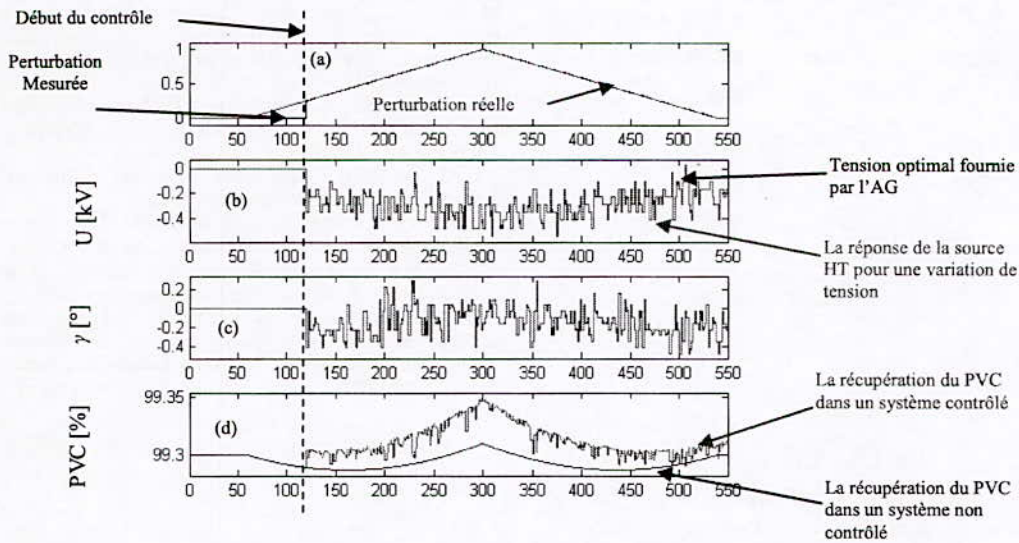 Début du contrôle
Perturbation
Mesurée
(a)
Perturbation réelle
1
0.5
0
0 50 100 150 200 250 300 350 400 450 500 550
U [kV]
0
-0.2
-0.4
(b)
0 50 100 150 200 250 300 350 400 450 500 550
Tension optimal fournie
par l'AG
La réponse de la source
HT pour une variation de
tension
γ [°]
0.2
0
-0.2
0.4
(c)
0 50 100 150 200 250 300 350 400 450 500 550
PVC [%]
99.35
99.3
(d)
0 50 100 150 200 250 300 350 400 450 500 550
La récupération du PVC
dans un système contrôlé
La récupération du PVC
dans un système non
contrôlé